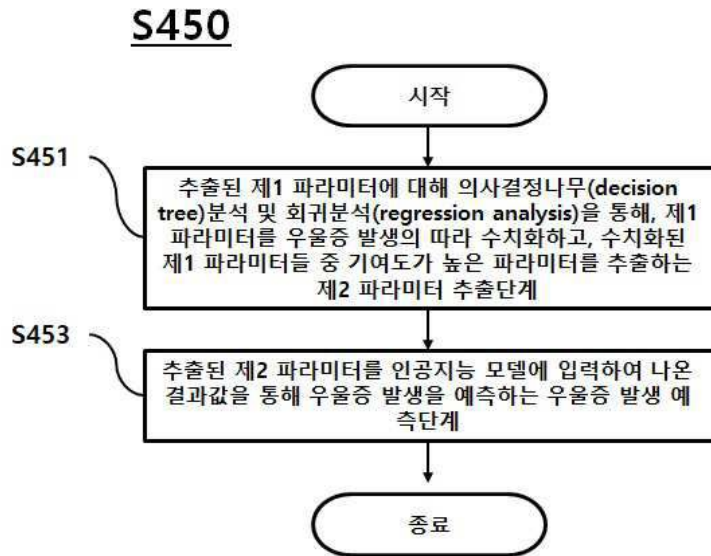 S450
시작
S451
추출된 제1 파라미터에 대해 의사결정나무(decision
tree)분석 및 회귀분석(regression analysis)을 통해, 제1
파라미터를 우울증 발생의 따라 수치화하고, 수치화된
제1 파라미터들 중 기여도가 높은 파라미터를 추출하는
제2 파라미터 추출단계
S453
추출된 제2 파라미터를 인공지능 모델에 입력하여 나온
결과값을 통해 우울증 발생을 예측하는 우울증 발생 예
측단계
종료